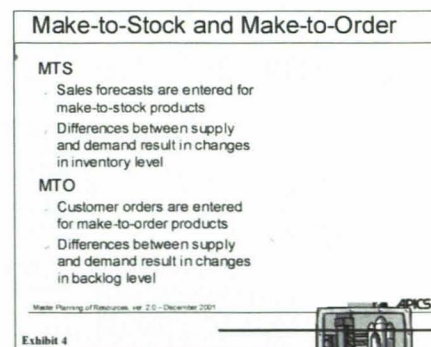 Make-to-Stock and Make-to-Order
MTS
Sales forecasts are entered for
make-to-stock products
Differences between supply
and demand result in changes
in inventory level
MTO
Customer orders are entered
for make-to-order products
Differences between supply
and demand result in changes
in backlog level
Master Planning of Resources, ver. 2.0 – December 2001
APICS
Exhibit 4